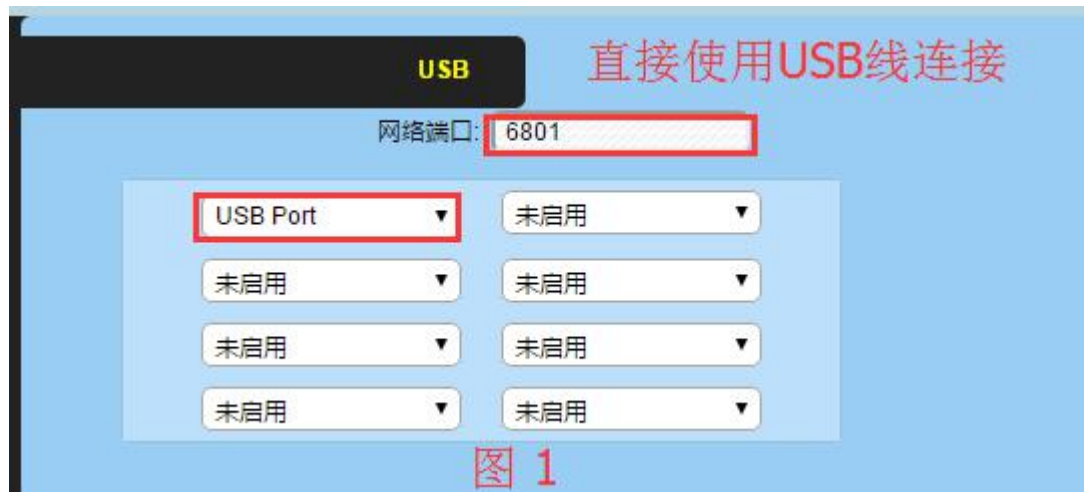 USB
直接使用USB线连接
网络端口: 6801
USB Port 未启用
未启用 未启用
未启用 未启用
未启用 未启用
图 1